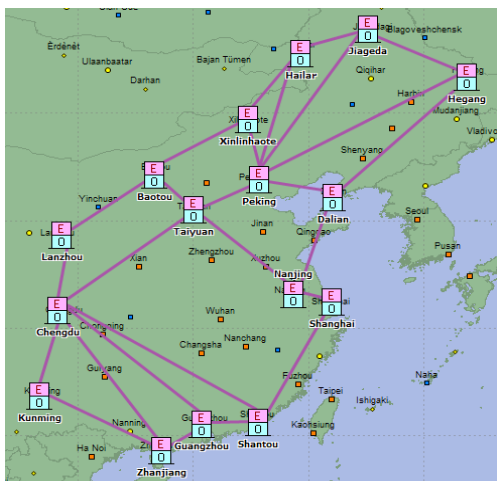 E
0
Jiageda
Blagoveshchensk
Érdénét
Ulaanbaatar
Bajan Tümen
E
0
Hailar
Qiqihar
Darhan
E
0
Hegang
Harbin
Mudanjiang
E
0
Xinlinhaote
Vladivo
Shenyang
E
0
Baotou
E
0
Peking
Yinchuan
E
0
Dalian
E
0
Taiyuan
Seoul
Jinan
Qingdao
E
0
Lanzhou
Pusan
Xian
Zhengzhou
Xuzhou
Nanjing
E
0
E
0
Shanghai
E
0
Chengdu
Wuhan
Chongqing
Nanchang
Changsha
Guiyang
Fuzhou
Naha
E
0
Kunming
Taipei
Ishigaki
E
0
Guangzhou
E
0
Shantou
Nanning
Kaohsiung
E
0
Zhanjiang
Ha Noi